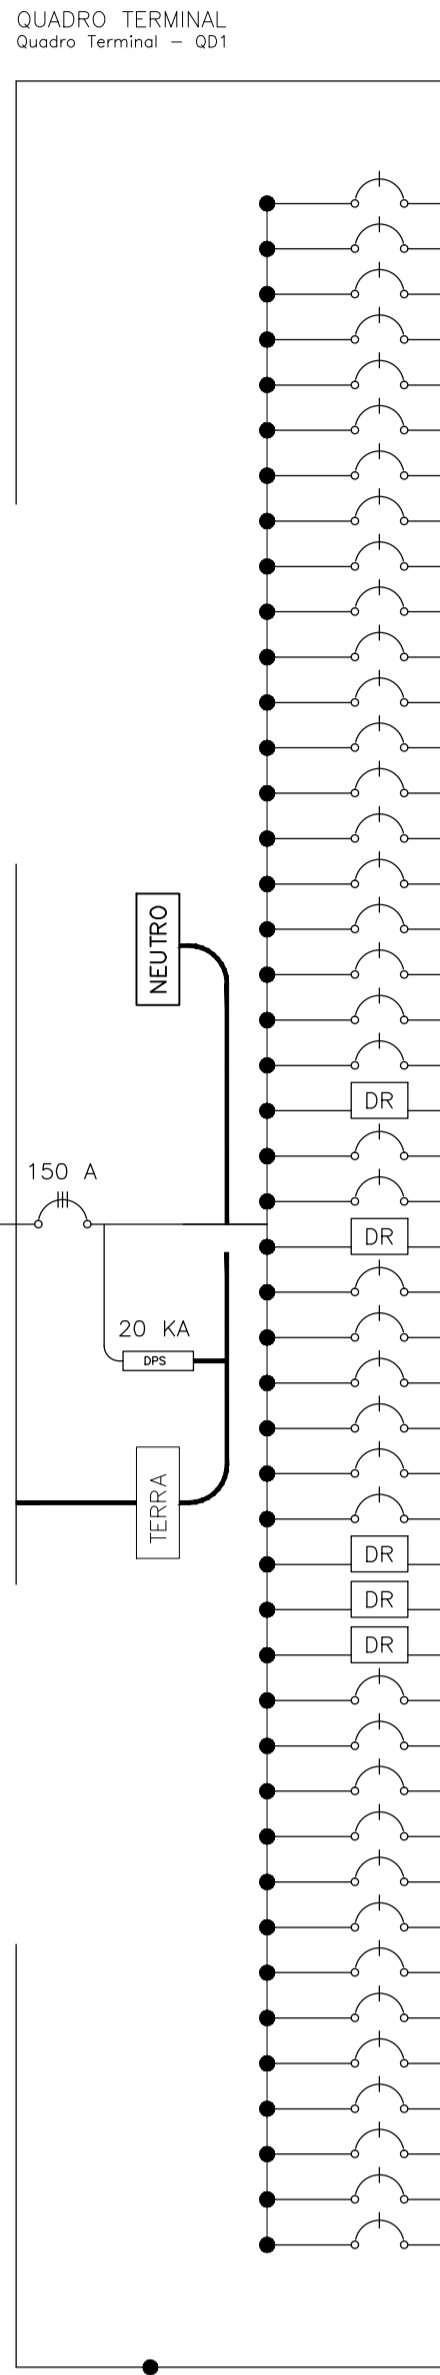 QUADRO TERMINAL
Quadro Terminal – QD1
NEUTRO
DR
150 A
DR
20 KA
DPS
TERRA
DR
DR
DR